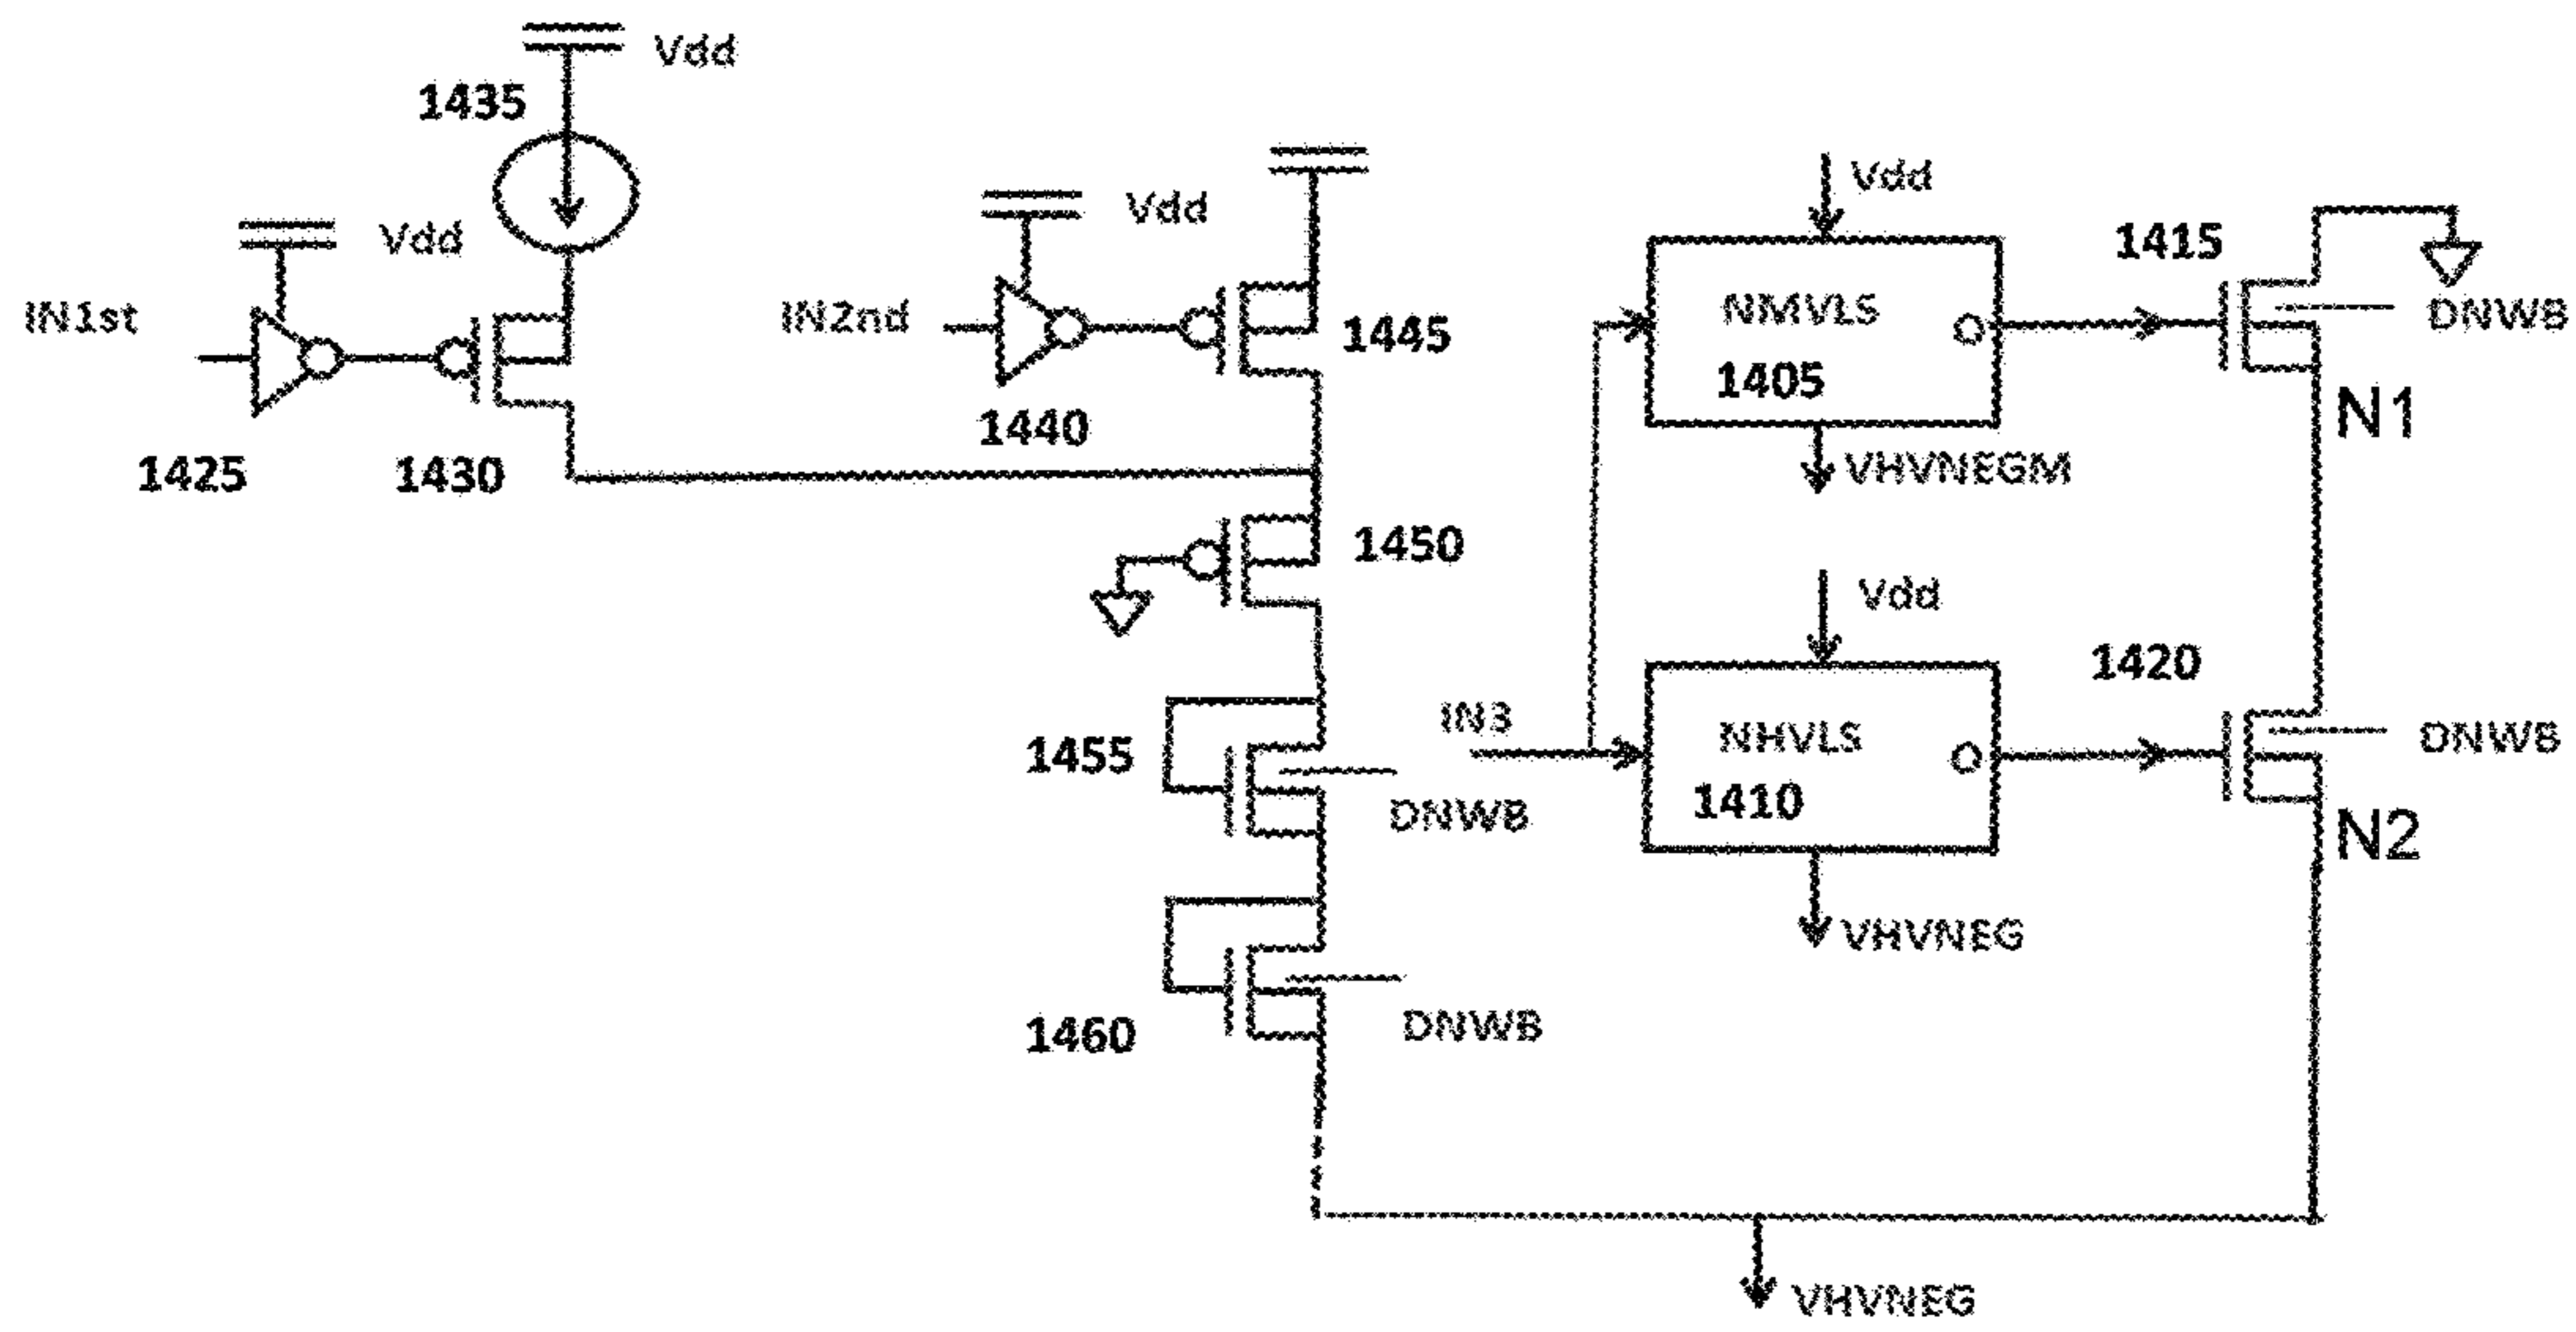 Vdd
1435
Vdd
IN1st
1425
1430
Vdd
IN2nd
1440
1445
1450
1455
DNWB
1460
DNWB
Vdd
NMVLS
1405
VHVNEGM
1415
DNWB
N1
Vdd
IN3
NHVLS
1410
VHVNEG
1420
DNWB
N2
VHVNEG